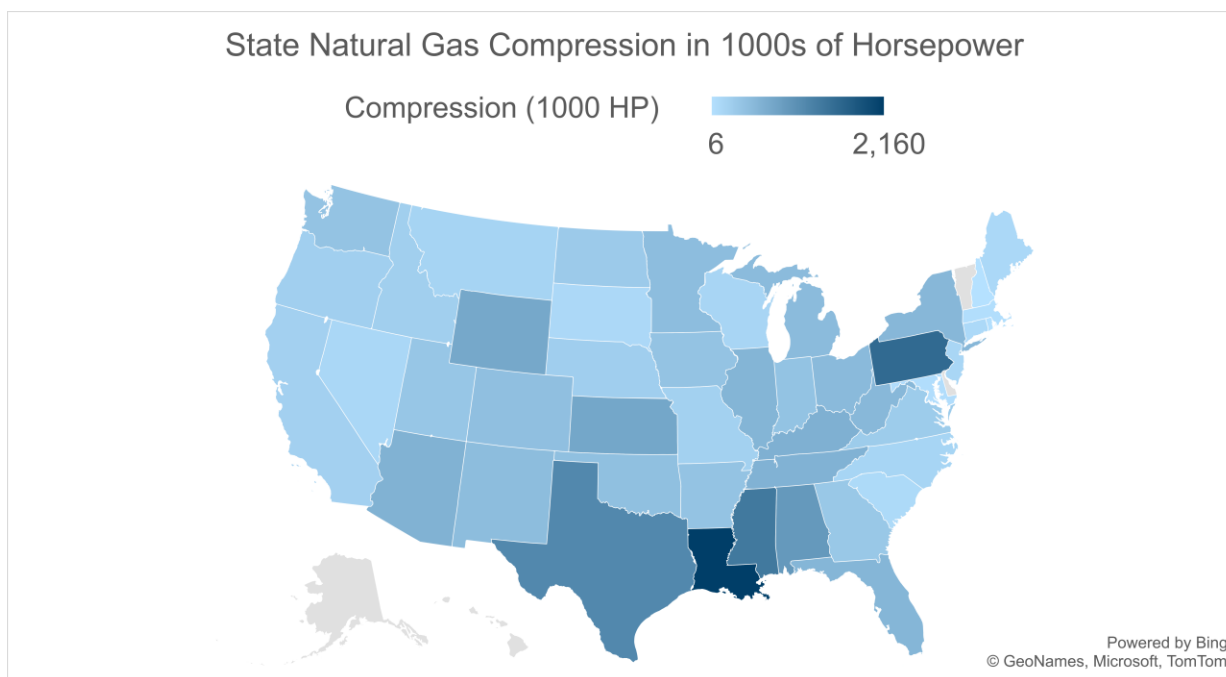 State Natural Gas Compression in 1000s of Horsepower
Compression (1000 HP)
6 2,160
Powered by Bing
© GeoNames, Microsoft, TomTom